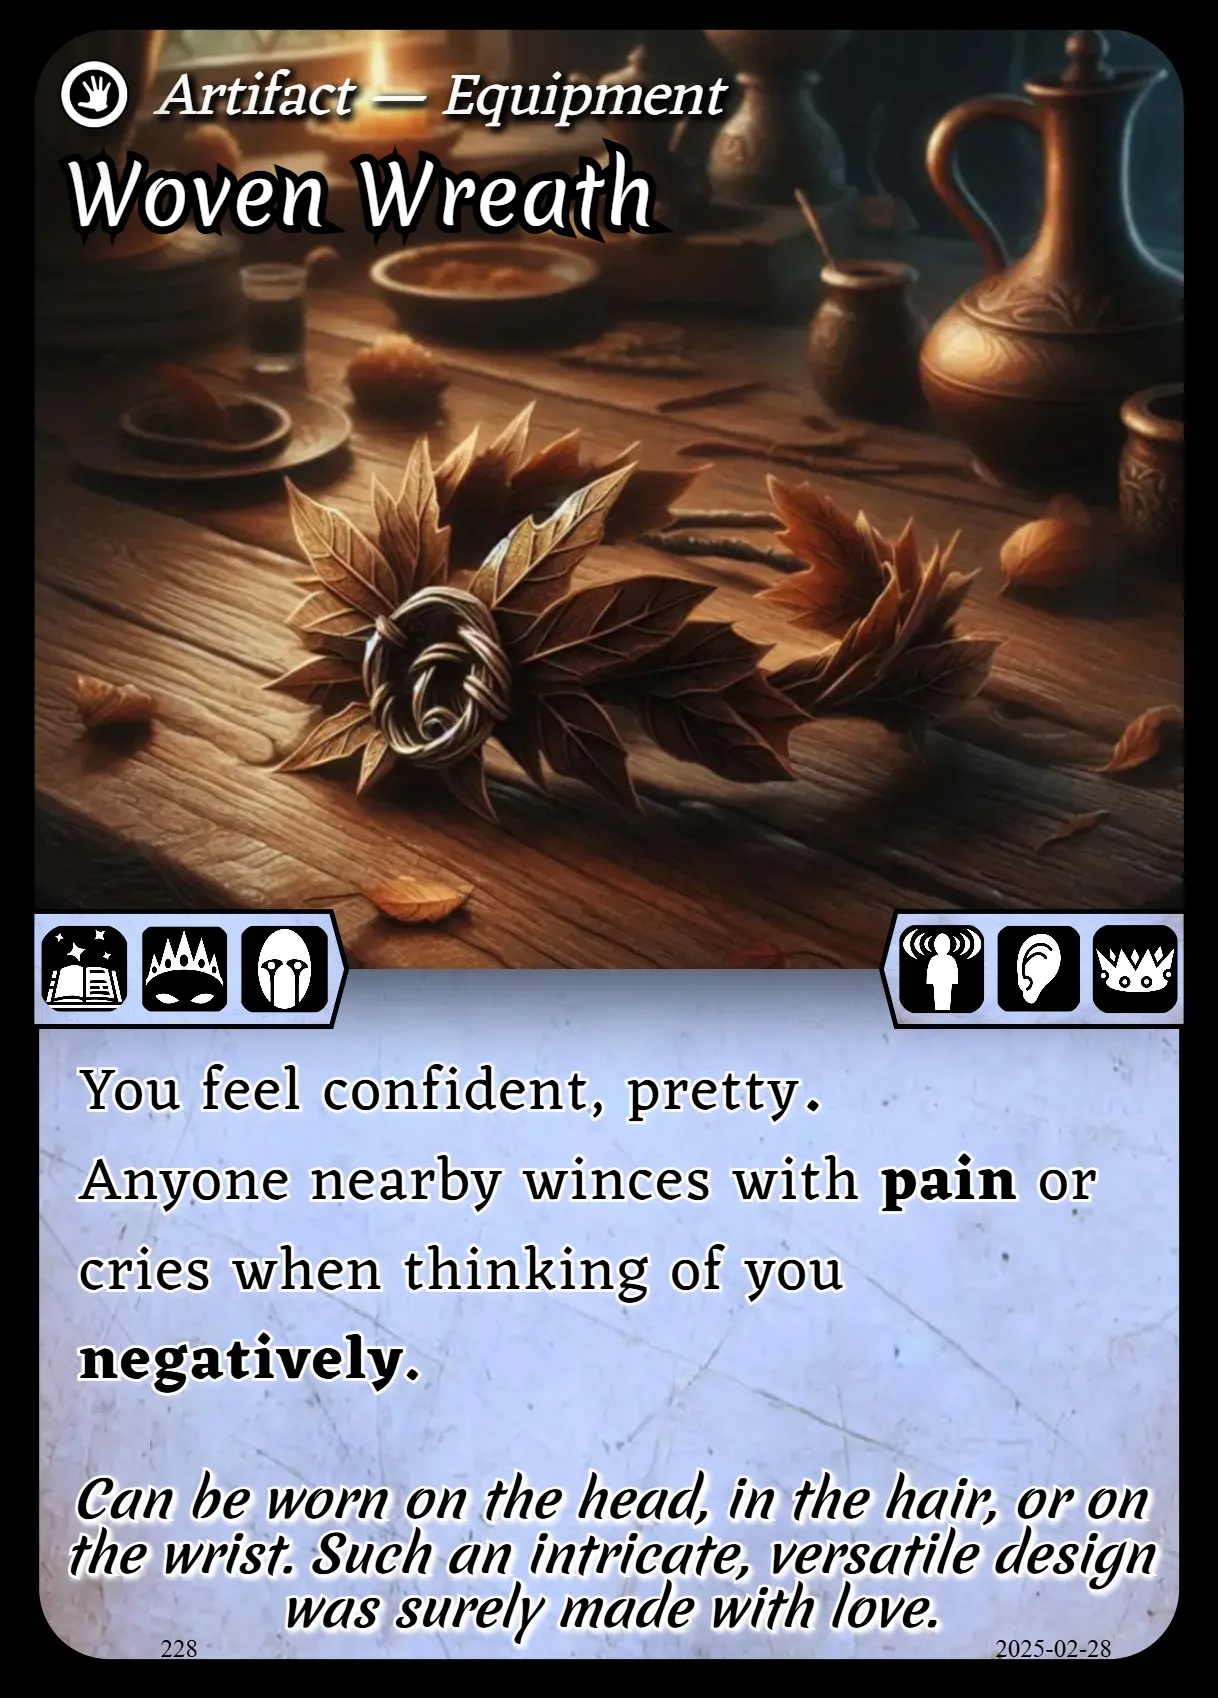 Artifact — Equipment
Woven Wreath
You feel confident, pretty.
Anyone nearby winces with pain or
cries when thinking of you
negatively.
Can be worn on the head, in the hair, or on
the wrist. Such an intricate, versatile design
was surely made with love.
228
2025-02-28